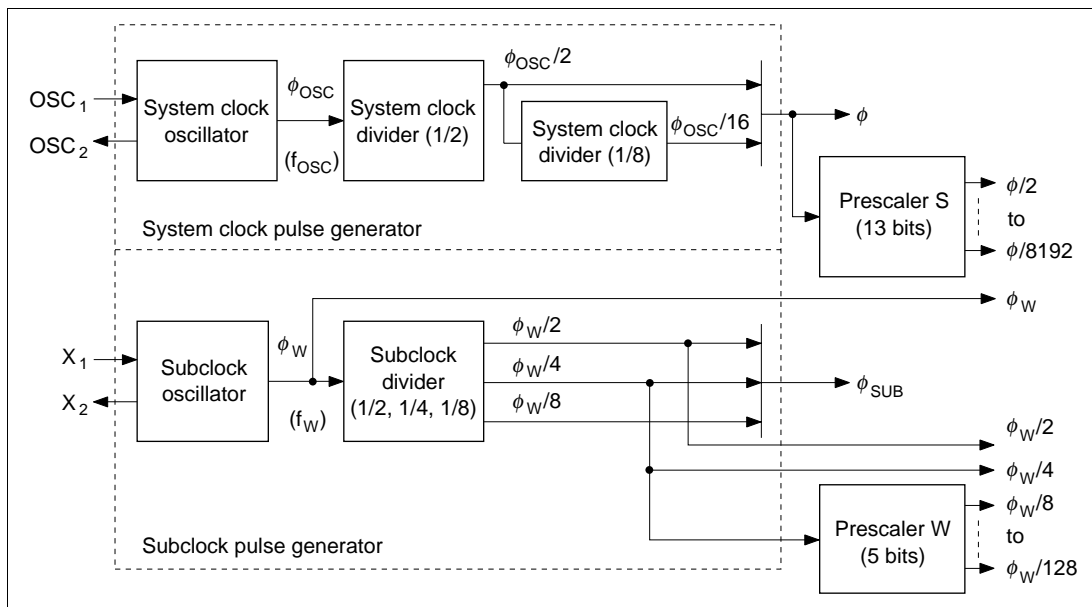 OSC1
OSC2
System clock
oscillator
ϕOSC
(fOSC)
System clock
divider (1/2)
ϕOSC/2
System clock
divider (1/8)
ϕOSC/16
ϕ
Prescaler S
(13 bits)
ϕ/2
to
ϕ/8192
System clock pulse generator
X1
X2
Subclock
oscillator
ϕW
(fW)
Subclock
divider
(1/2, 1/4, 1/8)
ϕW/2
ϕW/4
ϕW/8
ϕW
ϕSUB
ϕW/2
ϕW/4
Prescaler W
(5 bits)
ϕW/8
to
ϕW/128
Subclock pulse generator